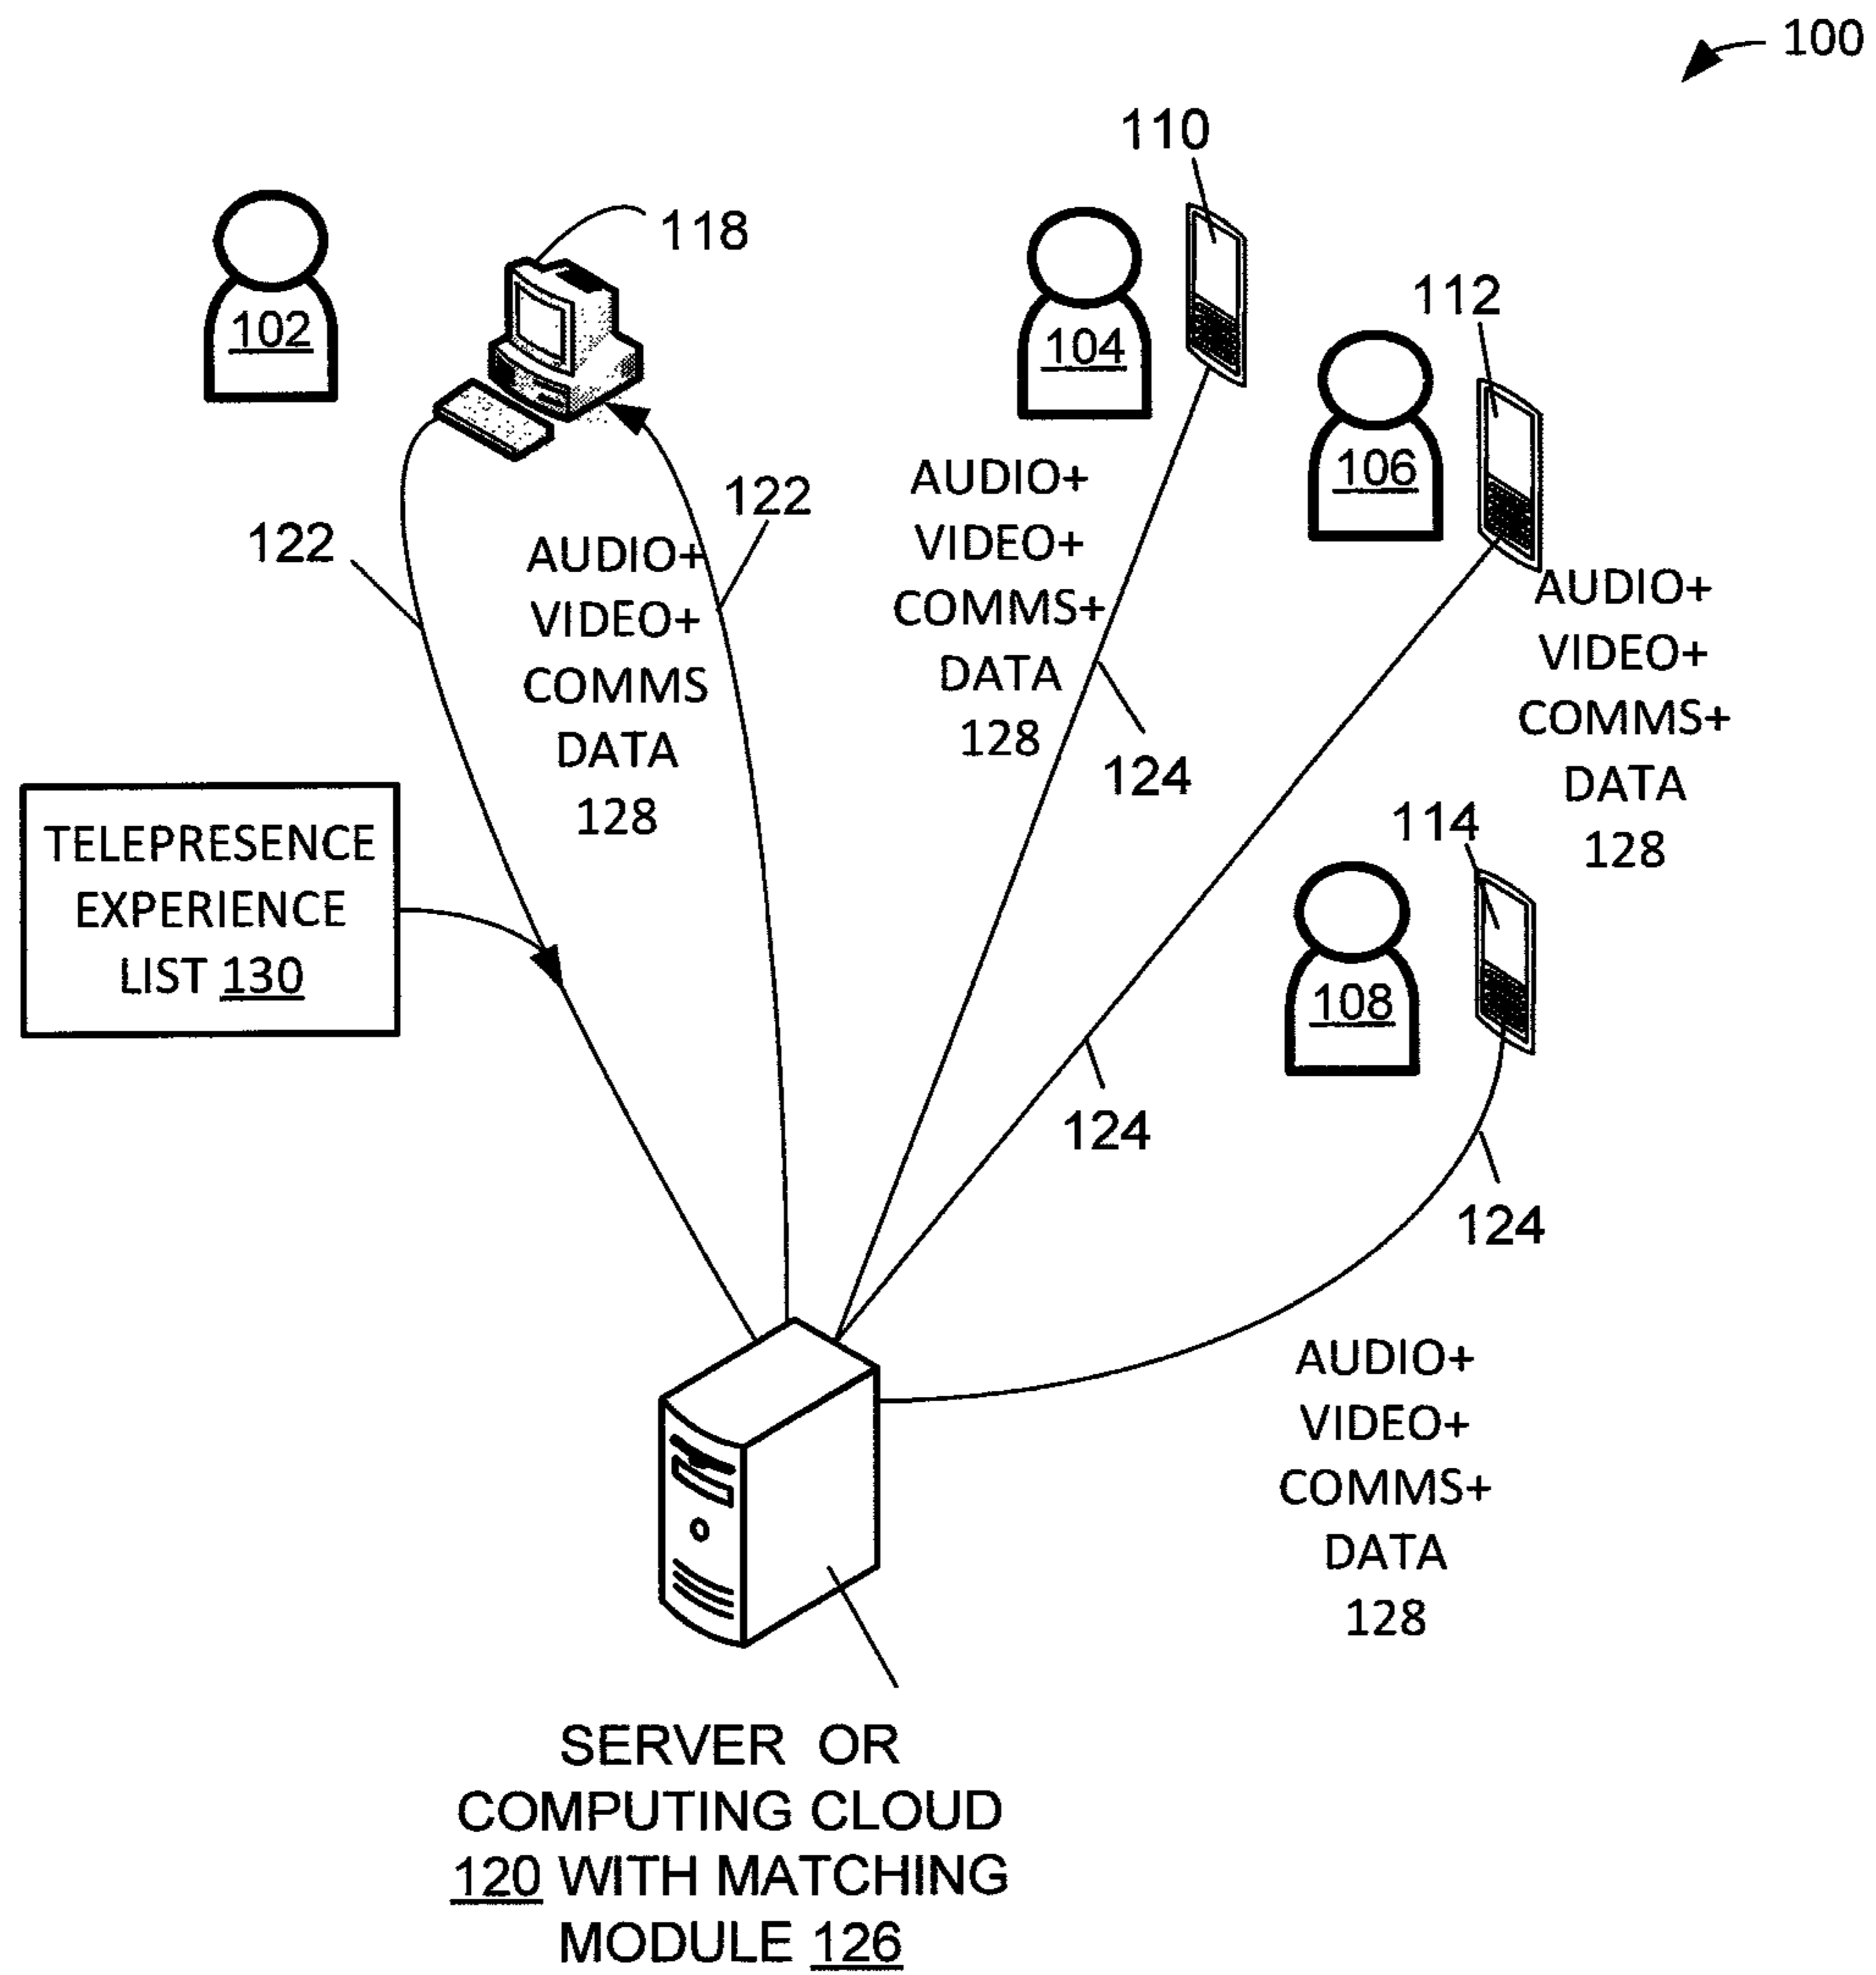 100
110
118
112
102
104
106
122
122
AUDIO+
VIDEO+
COMMS
DATA
128
AUDIO+
VIDEO+
COMMS+
DATA
128
124
AUDIO+
VIDEO+
COMMS+
DATA
128
114
TELEPRESENCE
EXPERIENCE
LIST 130
108
124
124
AUDIO+
VIDEO+
COMMS+
DATA
128
SERVER OR
COMPUTING CLOUD
120 WITH MATCHING
MODULE 126